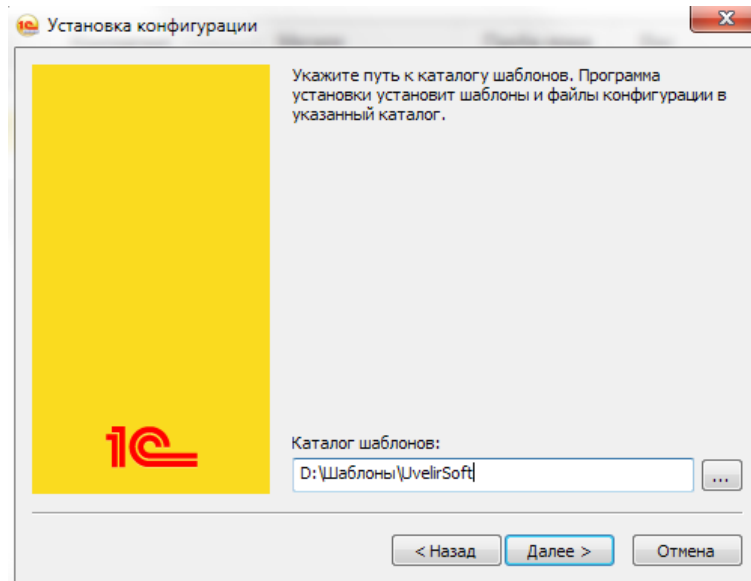 Установка конфигурации
Укажите путь к каталогу шаблонов. Программа
установки установит шаблоны и файлы конфигурации в
указанный каталог.
1С
Каталог шаблонов:
D:\Шаблоны\UvelirSoft
...
< Назад
Далее >
Отмена